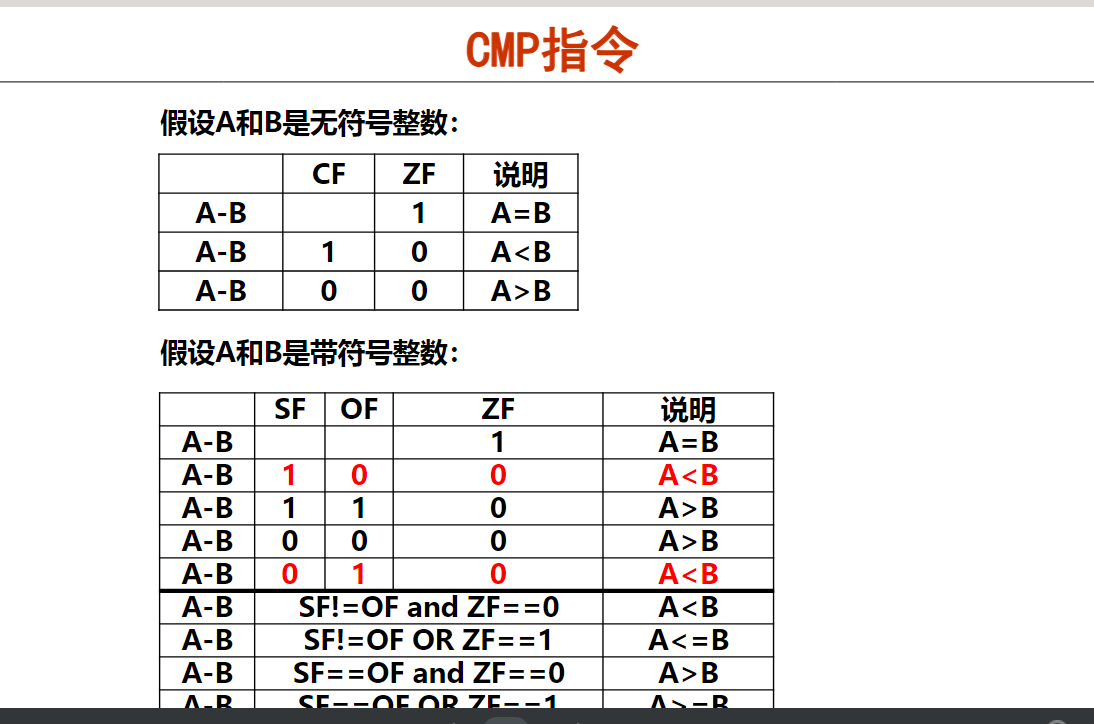 CMP指令
假设A和B是无符号整数：
CF ZF 说明
A-B 1 A=B
A-B 1 0 A<B
A-B 0 0 A>B
假设A和B是带符号整数：
SF OF ZF 说明
A-B 1 A=B
A-B 1 0 0 A<B
A-B 1 1 0 A>B
A-B 0 0 0 A>B
A-B 0 1 0 A<B
A-B SF!=OF and ZF==0 A<B
A-B SF!=OF OR ZF==1 A<=B
A-B SF==OF and ZF==0 A>B
A-B SF==OF OR ZF==1 A>=B